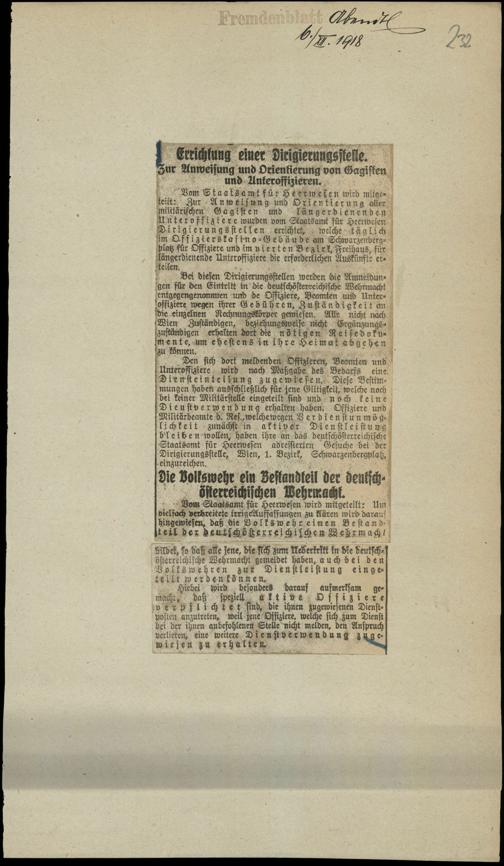 Fremdenblatt Abendbl
6./XI. 1918
232
Errichtung einer Dirigierungsstelle.
Zur Anweisung und Orientierung von Gagisten
und Unteroffizieren.
Vom Staatsamt für Heerwesen wird mitge-
teilt: Zur Anweisung und Orientierung aller
militärischen Gagisten und längerdienenden
Unteroffiziere wurden vom Staatsamt für Heerwesen
Dirigierungsstellen errichtet, welche täglich
im Offizierskasino-Gebäude am Schwarzenberg-
platz für Offiziere und im vierten Bezirk, Freihaus, für
längerdienende Unteroffiziere die erforderlichen Auskünfte er-
teilen.
Bei diesen Dirigierungsstellen werden die Anmeldun-
gen für den Eintritt in die deutschösterreichische Wehrmacht
entgegengenommen und de Offiziere, Beamten und Unter-
offiziere wegen ihrer Gebühren, Zuständigkeit an
die einzelnen Rechnungskörper gewiesen. Alle nicht nach
Wien Zuständigen, beziehungsweise nicht Ergänzungs-
zuständigen erhalten dort die nötigen Reisedoku-
mente, um ehestens in ihre Heimat abgehen
zu können.
Den sich dort meldenden Offizieren, Beamten und
Unteroffiziere wird nach Maßgabe des Bedarfs eine
Diensteinteilung zugewiesen. Diese Bestim-
mungen haben ausschließlich für jene Giltigkeit, welche noch
bei keiner Militärstelle eingeteilt sind und noch keine
Dienstverwendung erhalten haben. Offiziere und
Militärbeamte d. Res., welche wegen Verdienstunmög-
lichkeit zunächst in aktiver Dienstleistung
bleiben wollen, haben ihre an das deutschösterreichische
Staatsamt für Heerwesen adressierten Gesuche bei der
Dirigierungsstelle, Wien, 1. Bezirk, Schwarzenbergplatz,
einzureichen.
Die Volkswehr ein Bestandteil der deutsch-
österreichischen Wehrmacht.
Vom Staatsamt für Heerwesen wird mitgeteilt: Um
vielfach verbreitete irrige Auffassungen zu klären wird darauf
hingewiesen, daß die Volkswehr einen Bestand-
teil der deutschösterreichischen Wehrmacht
bildet, so daß alle jene, die sich zum Uebertritt in die deutsch-
österreichische Wehrmacht gemeldet haben, auch bei den
Volkswehren zur Dienstleistung einge-
teilt werden können.
Hiebei wird besonders darauf aufmerksam ge-
macht, daß speziell aktive Offiziere
verpflichtet sind, die ihnen zugewiesenen Dienst-
posten anzutreten, weil jene Offiziere, welche sich zum Dienst
bei der ihnen anbefohlenen Stelle nicht melden, den Anspruch
verlieren, eine weitere Dienstverwendung zuge-
wiesen zu erhalten.